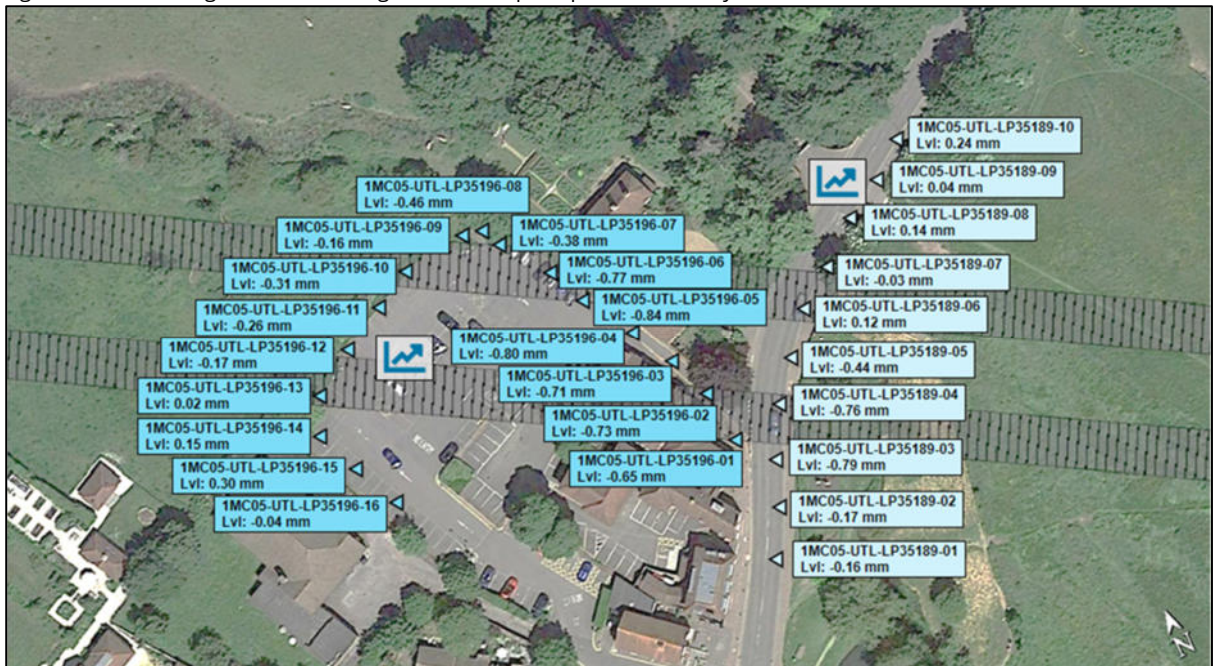 1MC05-UTL-LP35189-10
Lvl: 0.24 mm
1MC05-UTL-LP35189-09
Lvl: 0.04 mm
1MC05-UTL-LP35196-08
Lvl: -0.46 mm
1MC05-UTL-LP35189-08
Lvl: 0.14 mm
1MC05-UTL-LP35196-09
Lvl: -0.16 mm
1MC05-UTL-LP35196-07
Lvl: -0.38 mm
1MC05-UTL-LP35196-10
Lvl: -0.31 mm
1MC05-UTL-LP35196-06
Lvl: -0.77 mm
1MC05-UTL-LP35189-07
Lvl: -0.03 mm
1MC05-UTL-LP35196-11
Lvl: -0.26 mm
1MC05-UTL-LP35196-05
Lvl: -0.84 mm
1MC05-UTL-LP35189-06
Lvl: 0.12 mm
1MC05-UTL-LP35196-12
Lvl: -0.17 mm
1MC05-UTL-LP35196-04
Lvl: -0.80 mm
1MC05-UTL-LP35189-05
Lvl: -0.44 mm
1MC05-UTL-LP35196-13
Lvl: 0.02 mm
1MC05-UTL-LP35196-03
Lvl: -0.71 mm
1MC05-UTL-LP35189-04
Lvl: -0.76 mm
1MC05-UTL-LP35196-14
Lvl: 0.15 mm
1MC05-UTL-LP35196-02
Lvl: -0.73 mm
1MC05-UTL-LP35189-03
Lvl: -0.79 mm
1MC05-UTL-LP35196-15
Lvl: 0.30 mm
1MC05-UTL-LP35196-01
Lvl: -0.65 mm
1MC05-UTL-LP35196-16
Lvl: -0.04 mm
1MC05-UTL-LP35189-02
Lvl: -0.17 mm
1MC05-UTL-LP35189-01
Lvl: -0.16 mm
N